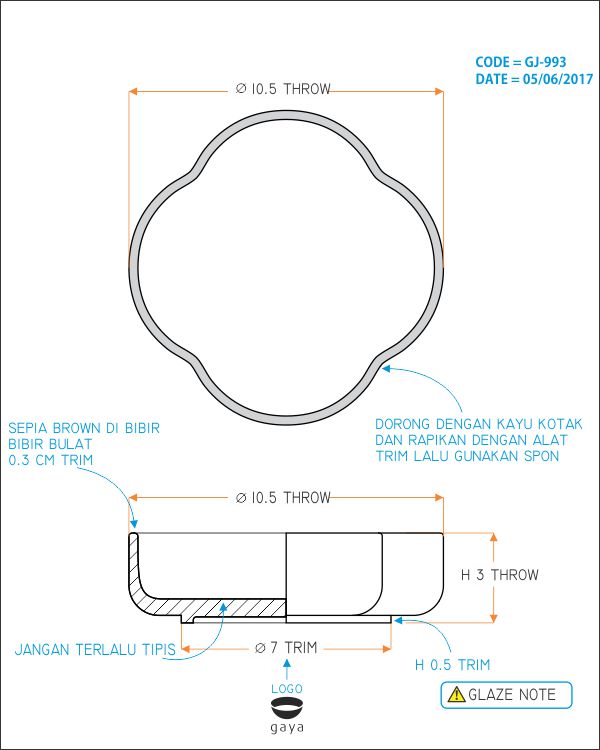 CODE = GJ-993
DATE = 05/06/2017
Ø 10.5 THROW
SEPIA BROWN DI BIBIR
BIBIR BULAT
0.3 CM TRIM
DORONG DENGAN KAYU KOTAK
DAN RAPIKAN DENGAN ALAT
TRIM LALU GUNAKAN SPON
Ø 10.5 THROW
H 3 THROW
JANGAN TERLALU TIPIS
Ø 7 TRIM
H 0.5 TRIM
LOGO
gaya
GLAZE NOTE